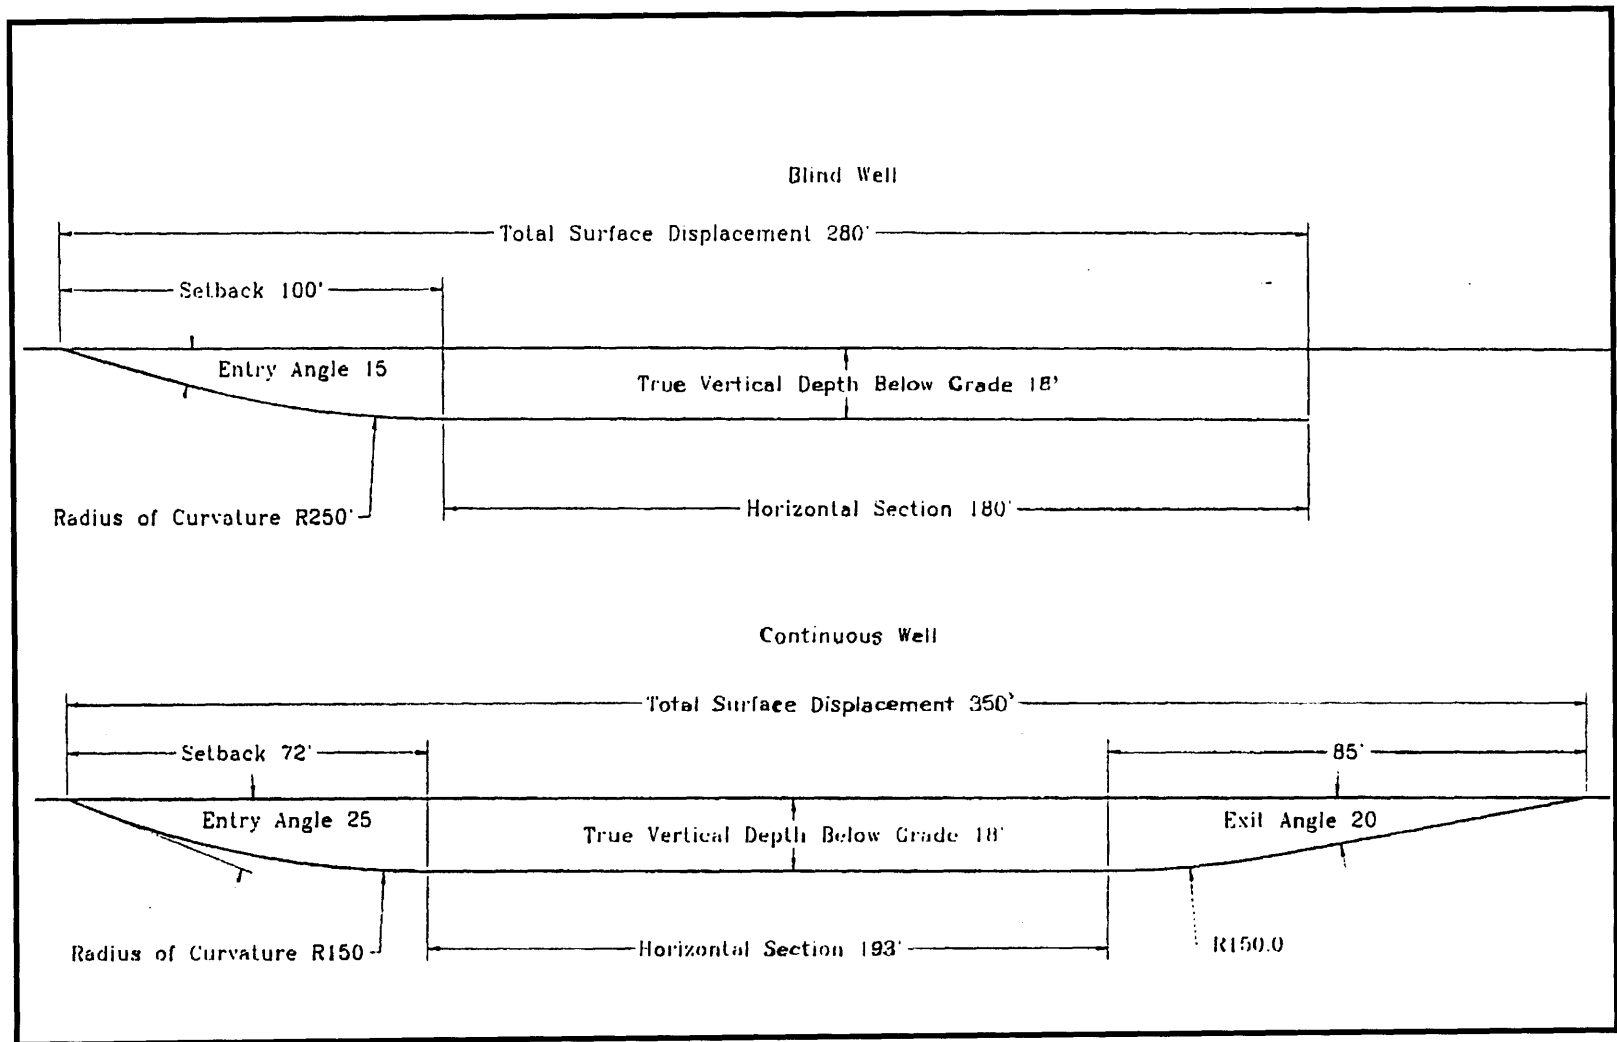 Blind Well
Total Surface Displacement 280'
Setback 100'
Entry Angle 15
True Vertical Depth Below Grade 18'
Radius of Curvature R250'
Horizontal Section 180'
Continuous Well
Total Surface Displacement 350'
Setback 72'
85'
Entry Angle 25
True Vertical Depth Below Grade 18'
Exit Angle 20
Radius of Curvature R150
Horizontal Section 193'
R150.0